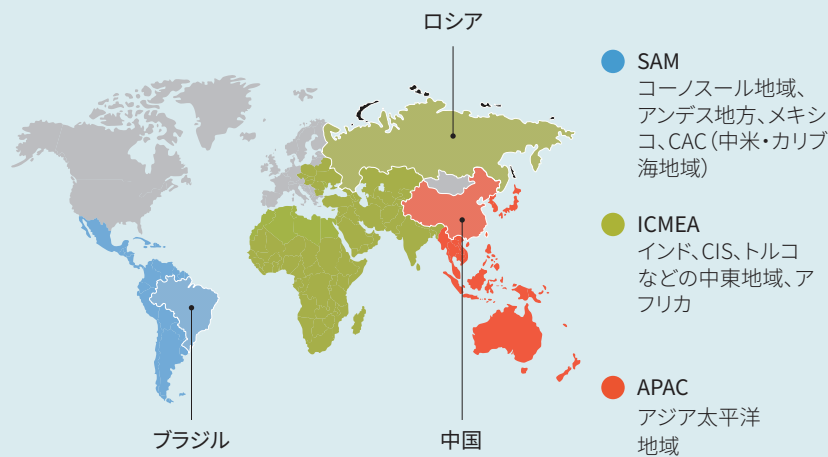 ロシア
SAM
コーノスール地域、
アンデス地方、メキシ
コ、CAC（中米・カリブ
海地域）
ICMEA
インド、CIS、トルコ
などの中東地域、ア
フリカ
APAC
アジア太平洋
地域
ブラジル
中国